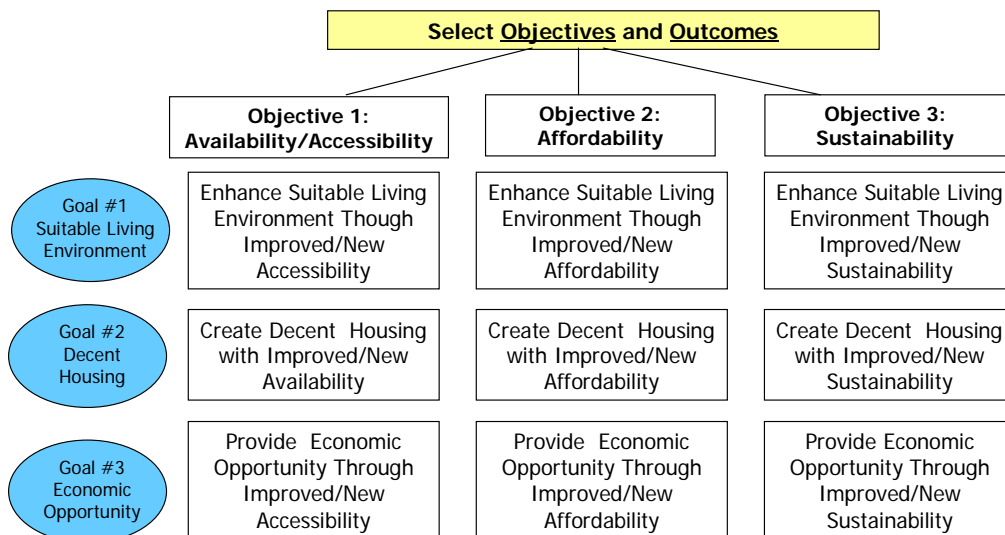 Select Objectives and Outcomes
Objective 1:
Availability/Accessibility
Objective 2:
Affordability
Objective 3:
Sustainability
Goal #1
Suitable Living
Environment
Enhance Suitable Living
Environment Though
Improved/New
Accessibility
Enhance Suitable Living
Environment Though
Improved/New
Affordability
Enhance Suitable Living
Environment Though
Improved/New
Sustainability
Goal #2
Decent
Housing
Create Decent Housing
with Improved/New
Availability
Create Decent Housing
with Improved/New
Affordability
Create Decent Housing
with Improved/New
Sustainability
Goal #3
Economic
Opportunity
Provide Economic
Opportunity Through
Improved/New
Accessibility
Provide Economic
Opportunity Through
Improved/New
Affordability
Provide Economic
Opportunity Through
Improved/New
Sustainability